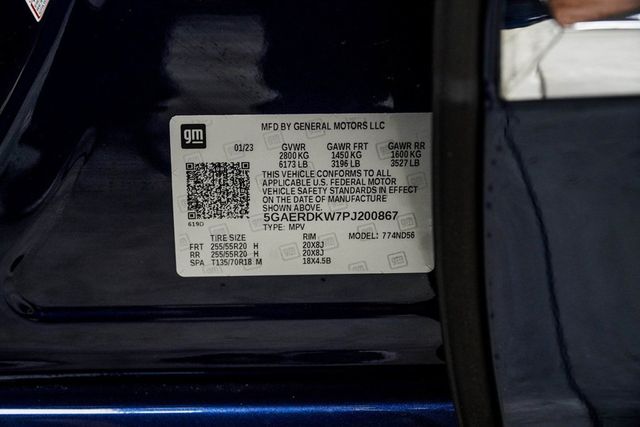 gm
MFD BY GENERAL MOTORS LLC
01/23 GVWR GAWR FRT GAWR RR
2800 KG 1450 KG 1600 KG
6173 LB 3196 LB 3527 LB
THIS VEHICLE CONFORMS TO ALL
APPLICABLE U.S. FEDERAL MOTOR
VEHICLE SAFETY STANDARDS IN EFFECT
ON THE DATE OF MANUFACTURE
SHOWN ABOVE.
5GAERDKW7PJ200867
619D
TYPE: MPV
TIRE SIZE RIM MODEL: 774ND56
FRT 255/55R20 H 20X8J
RR 255/55R20 H 20X8J
SPA T135/70R18 M 18X4.5B